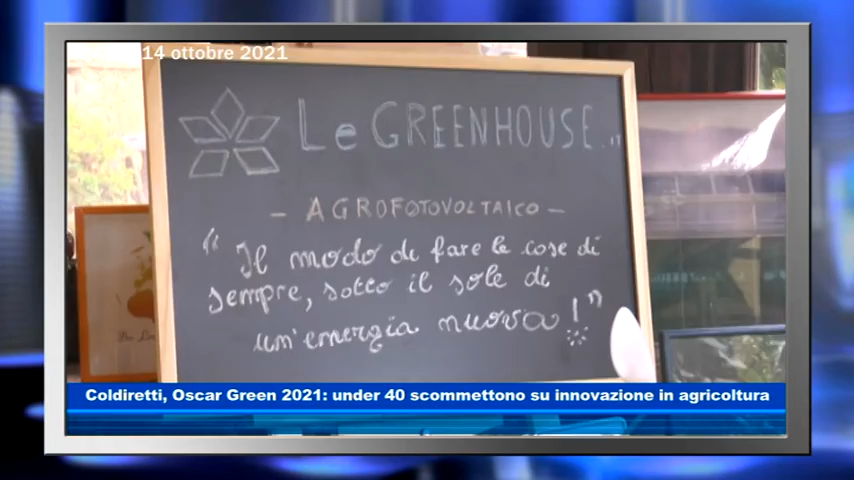 14 ottobre 2021
Le GREENHOUSE.it
- AGROFOTOVOLTAICO -
" Il modo di fare le cose di
sempre, sotto il sole di
un'energia nuova! "
Coldiretti, Oscar Green 2021: under 40 scommettono su innovazione in agricoltura